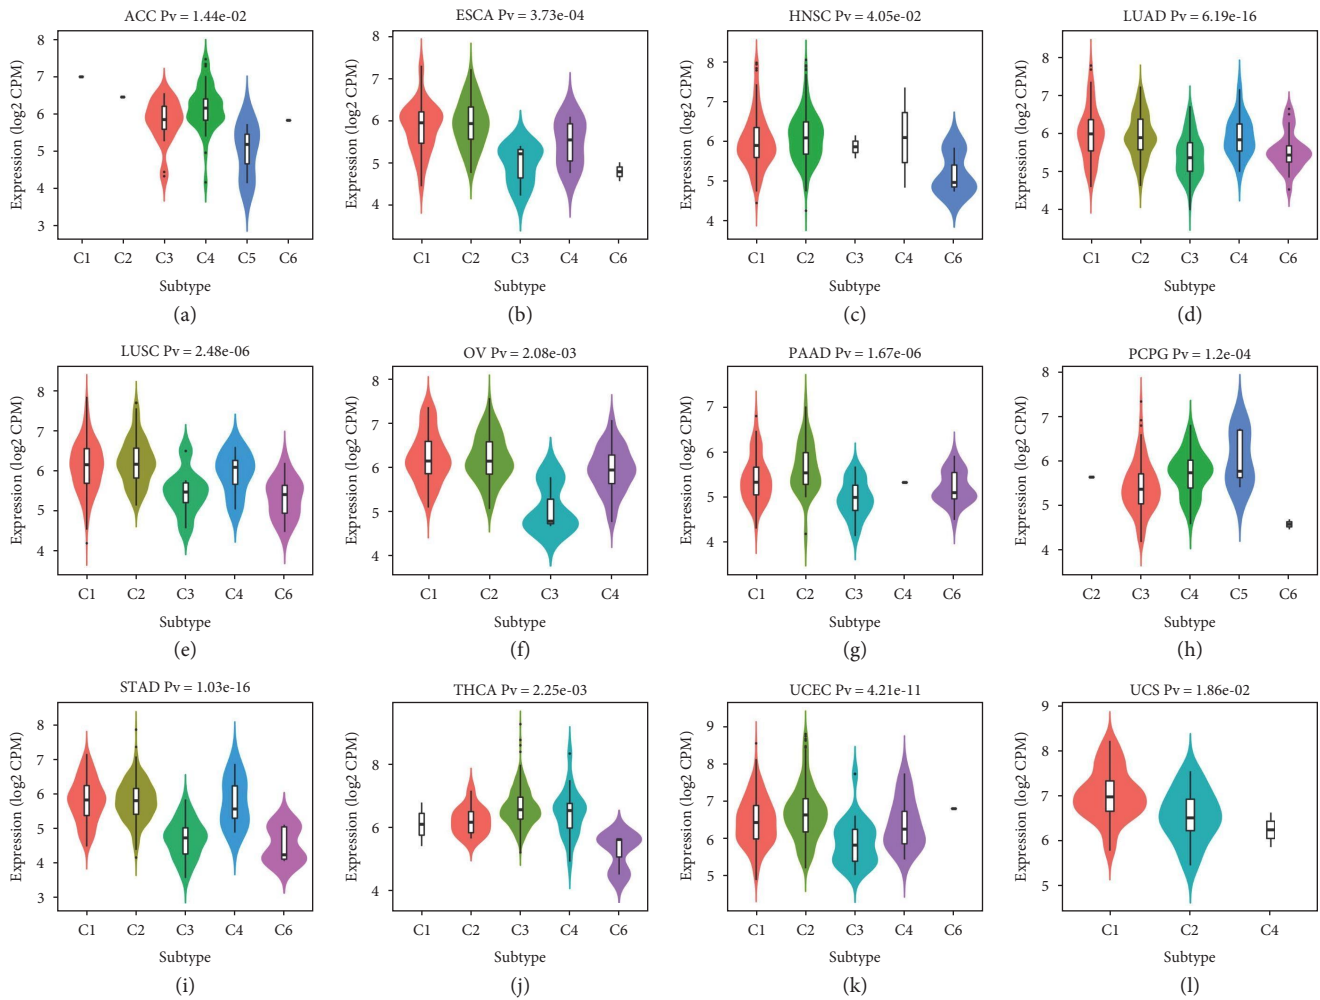 ACC Pv = 1.44e-02
Expression (log2 CPM)
8
7
6
5
4
3
C1 C2 C3 C4 C5 C6
Subtype
(a)
ESCA Pv = 3.73e-04
Expression (log2 CPM)
8
7
6
5
4
C1 C2 C3 C4 C6
Subtype
(b)
HNSC Pv = 4.05e-02
Expression (log2 CPM)
8
7
6
5
4
C1 C2 C3 C4 C6
Subtype
(c)
LUAD Pv = 6.19e-16
Expression (log2 CPM)
8
7
6
5
4
C1 C2 C3 C4 C6
Subtype
(d)
LUSC Pv = 2.48e-06
Expression (log2 CPM)
8
7
6
5
4
C1 C2 C3 C4 C6
Subtype
(e)
OV Pv = 2.08e-03
Expression (log2 CPM)
8
7
6
5
4
C1 C2 C3 C4
Subtype
(f)
PAAD Pv = 1.67e-06
Expression (log2 CPM)
7
6
5
4
C1 C2 C3 C4 C6
Subtype
(g)
PCPG Pv = 1.2e-04
Expression (log2 CPM)
8
7
6
5
4
C2 C3 C4 C5 C6
Subtype
(h)
STAD Pv = 1.03e-16
Expression (log2 CPM)
8
7
6
5
4
3
C1 C2 C3 C4 C6
Subtype
(i)
THCA Pv = 2.25e-03
Expression (log2 CPM)
8
6
4
C1 C2 C3 C4 C6
Subtype
(j)
UCEC Pv = 4.21e-11
Expression (log2 CPM)
9
8
7
6
5
C1 C2 C3 C4 C6
Subtype
(k)
UCS Pv = 1.86e-02
Expression (log2 CPM)
9
8
7
6
5
C1 C2 C4
Subtype
(l)